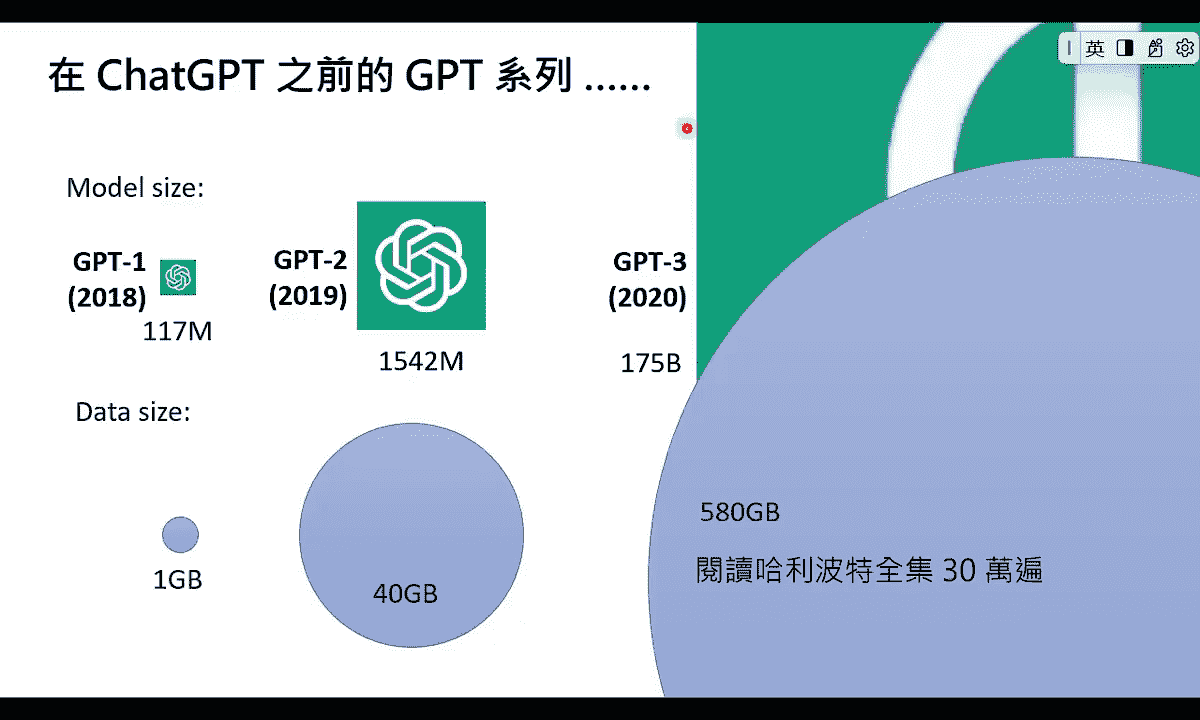 在 ChatGPT 之前的 GPT 系列 ......
英
Model size:
GPT-1
(2018)
117M
GPT-2
(2019)
1542M
GPT-3
(2020)
175B
Data size:
1GB
40GB
580GB
閱讀哈利波特全集 30 萬遍